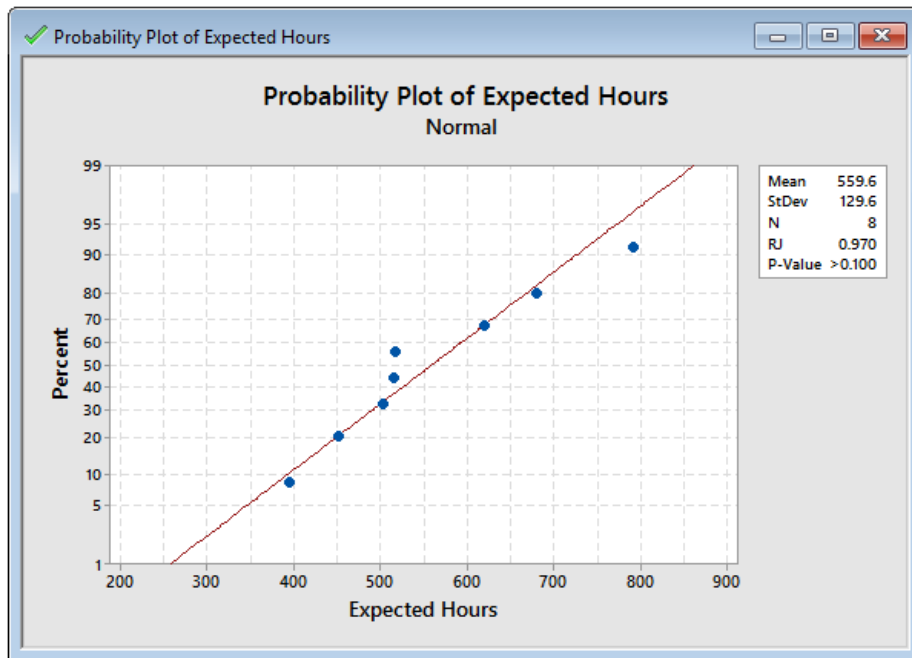 Probability Plot of Expected Hours
Probability Plot of Expected Hours
Normal
99
95
90
80
70
60
50
40
30
20
10
5
1
Percent
200 300 400 500 600 700 800 900
Expected Hours
Mean 559.6
StDev 129.6
N 8
RJ 0.970
P-Value >0.100